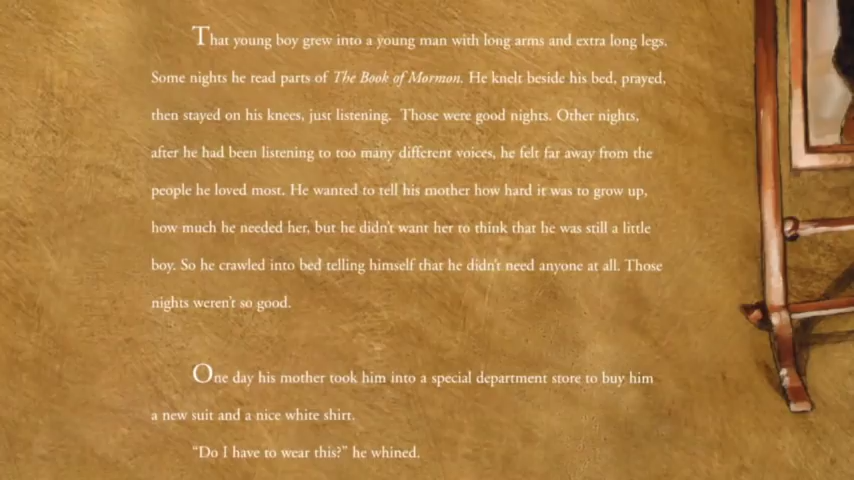 That young boy grew into a young man with long arms and extra long legs.
Some nights he read parts of The Book of Mormon. He knelt beside his bed, prayed,
then stayed on his knees, just listening. Those were good nights. Other nights,
after he had been listening to too many different voices, he felt far away from the
people he loved most. He wanted to tell his mother how hard it was to grow up,
how much he needed her, but he didn't want her to think that he was still a little
boy. So he crawled into bed telling himself that he didn't need anyone at all. Those
nights weren't so good.
One day his mother took him into a special department store to buy him
a new suit and a nice white shirt.
"Do I have to wear this?" he whined.